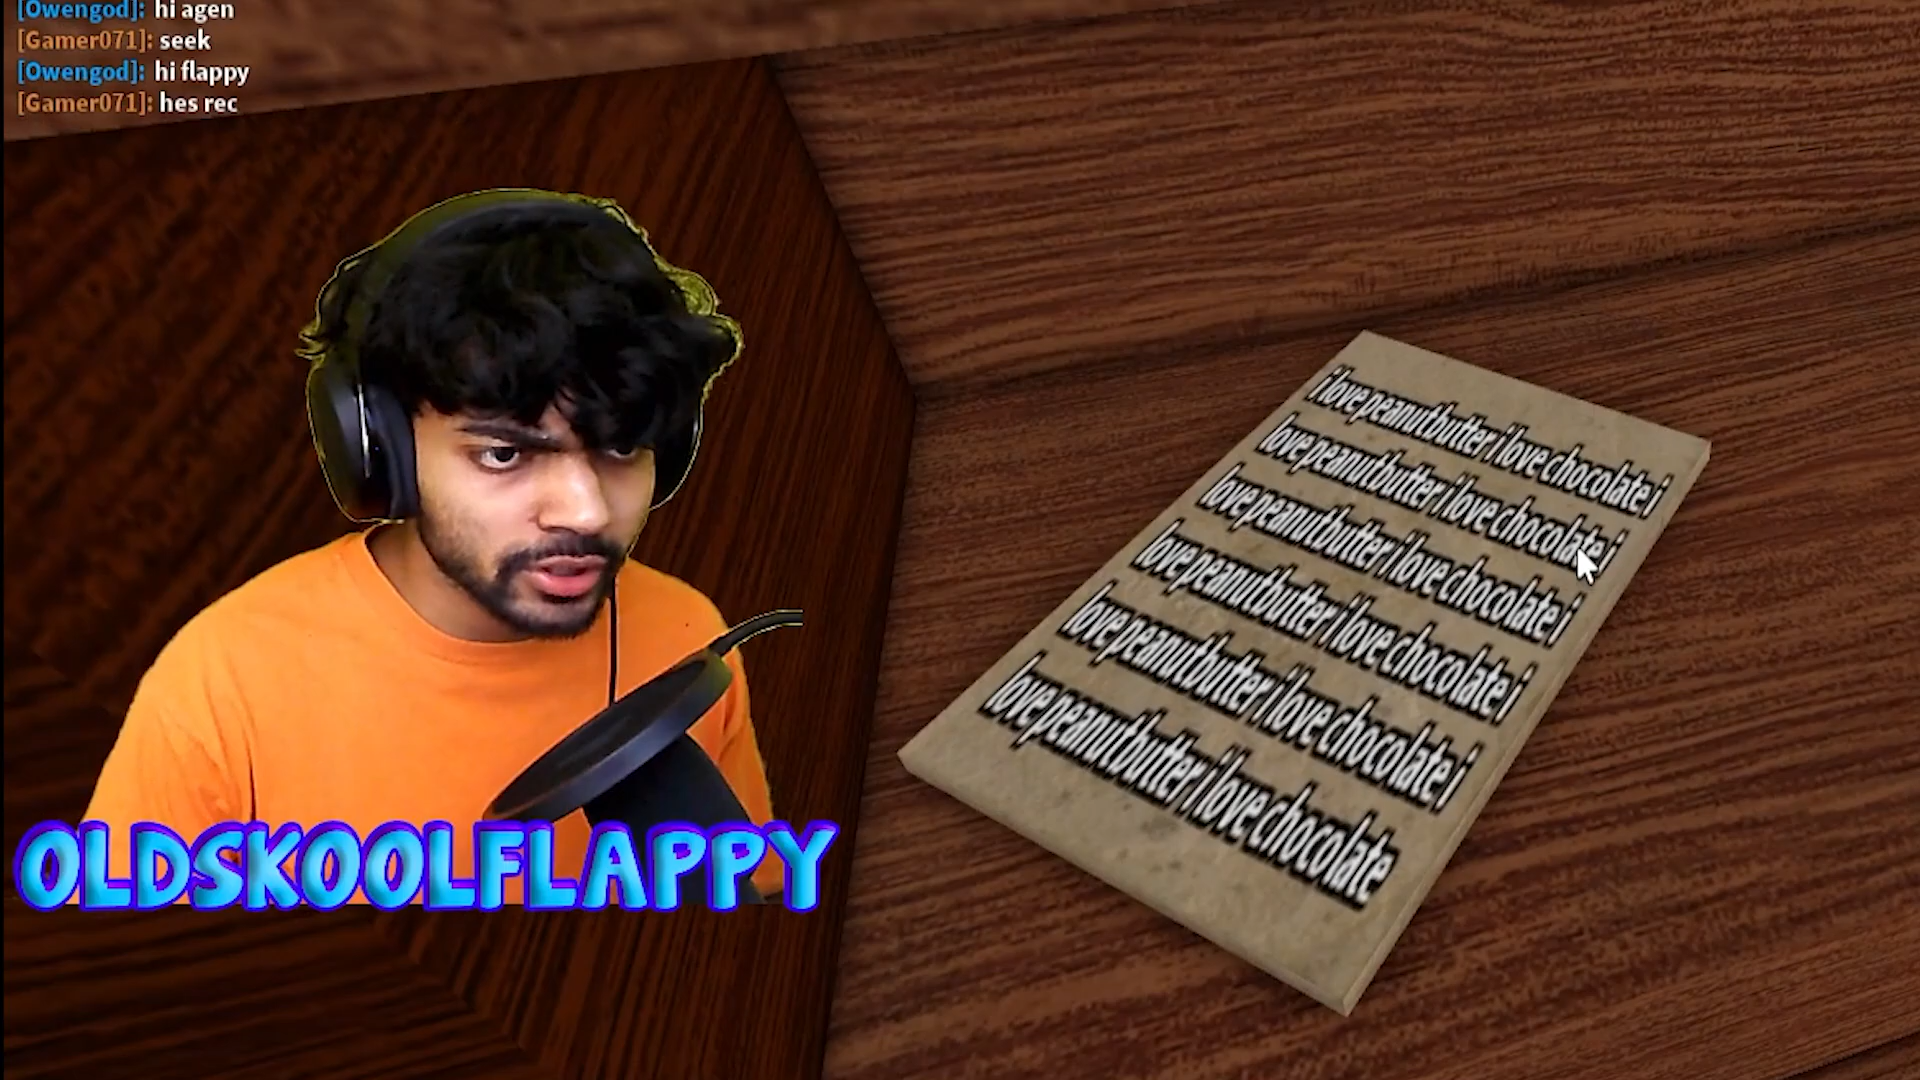 [Owengod]: hi agen
[Gamer071]: seek
[Owengod]: hi flappy
[Gamer071]: hes rec
i love peanutbutter i love chocolate i
love peanutbutter i love chocolate i
love peanutbutter i love chocolate i
love peanutbutter i love chocolate i
love peanutbutter i love chocolate i
love peanutbutter i love chocolate
OLDSKOOLFLAPPY